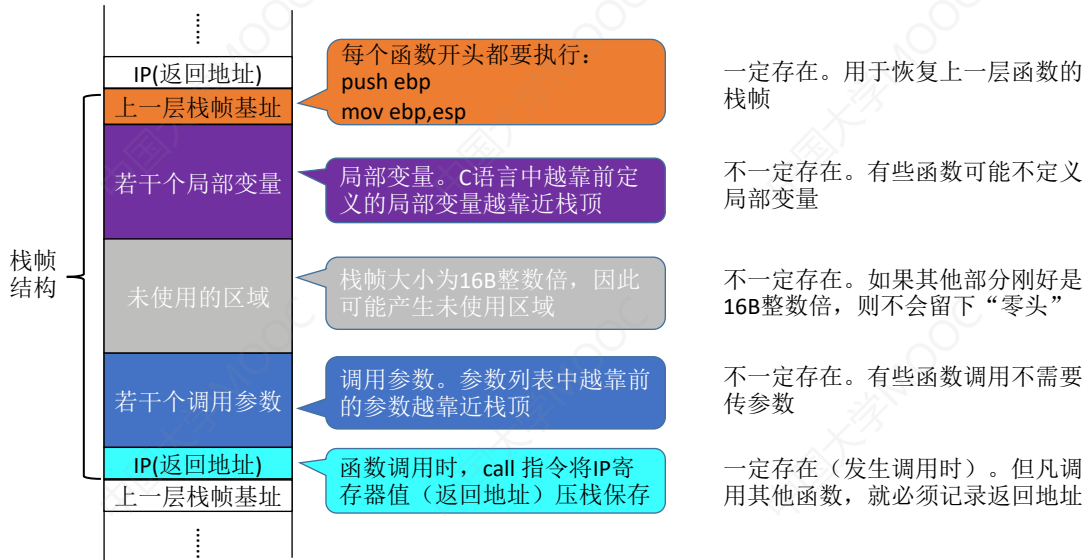 IP(返回地址)
上一层栈帧基址
若干个局部变量
未使用的区域
若干个调用参数
IP(返回地址)
上一层栈帧基址
栈帧
结构
每个函数开头都要执行:
push ebp
mov ebp,esp
局部变量。C语言中越靠前定
义的局部变量越靠近栈顶
栈帧大小为16B整数倍,因此
可能产生未使用区域
调用参数。参数列表中越靠前
的参数越靠近栈顶
函数调用时,call 指令将IP寄
存器值(返回地址)压栈保存
一定存在。用于恢复上一层函数的
栈帧
不一定存在。有些函数可能不定义
局部变量
不一定存在。如果其他部分刚好是
16B整数倍,则不会留下“零头”
不一定存在。有些函数调用不需要
传参数
一定存在(发生调用时)。但凡调
用其他函数,就必须记录返回地址
中国大学MOOC